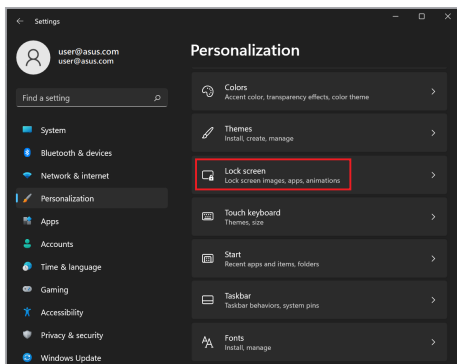 Settings
user@asus.com
user@asus.com
Find a setting
System
Bluetooth & devices
Network & internet
Personalization
Apps
Accounts
Time & language
Gaming
Accessibility
Privacy & security
Windows Update
Personalization
Colors
Accent color, transparency effects, color theme
Themes
Install, create, manage
Lock screen
Lock screen images, apps, animations
Touch keyboard
Themes, size
Start
Recent apps and items, folders
Taskbar
Taskbar behaviors, system pins
Fonts
Install, manage